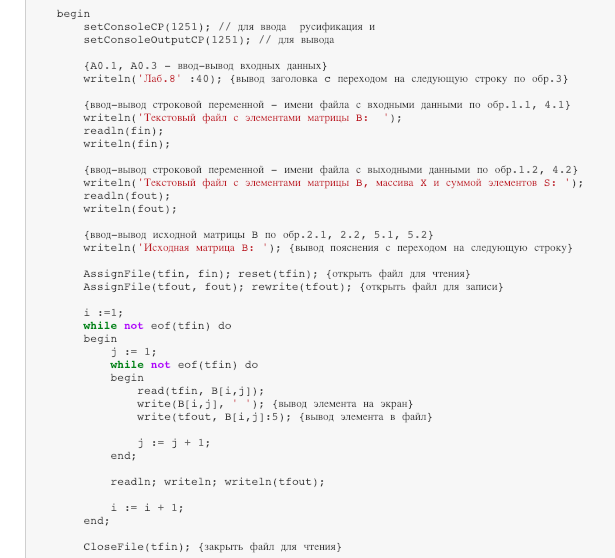 begin
setConsoleCP(1251); // для ввода русификация и
setConsoleOutputCP(1251); // для вывода
{A0.1, A0.3 – ввод-вывод входных данных}
writeln('Лаб.8' :40); {вывод заголовка с переходом на следующую строку по обр.3}
{ввод-вывод строковой переменной – имени файла с входными данными по обр.1.1, 4.1}
writeln('Текстовый файл с элементами матрицы B: ');
readln(fin);
writeln(fin);
{ввод-вывод строковой переменной – имени файла с выходными данными по обр.1.2, 4.2}
writeln('Текстовый файл с элементами матрицы B, массива X и суммой элементов S: ');
readln(fout);
writeln(fout);
{ввод-вывод исходной матрицы B по обр.2.1, 2.2, 5.1, 5.2}
writeln('Исходная матрица B: '); {вывод пояснения с переходом на следующую строку}
AssignFile(tfin, fin); reset(tfin); {открыть файл для чтения}
AssignFile(tfout, fout); rewrite(tfout); {открыть файл для записи}
i :=1;
while not eof(tfin) do
begin
j := 1;
while not eof(tfin) do
begin
read(tfin, B[i,j]);
write(B[i,j], ' '); {вывод элемента на экран}
write(tfout, B[i,j]:5); {вывод элемента в файл}
j := j + 1;
end;
readln; writeln; writeln(tfout);
i := i + 1;
end;
CloseFile(tfin); {закрыть файл для чтения}